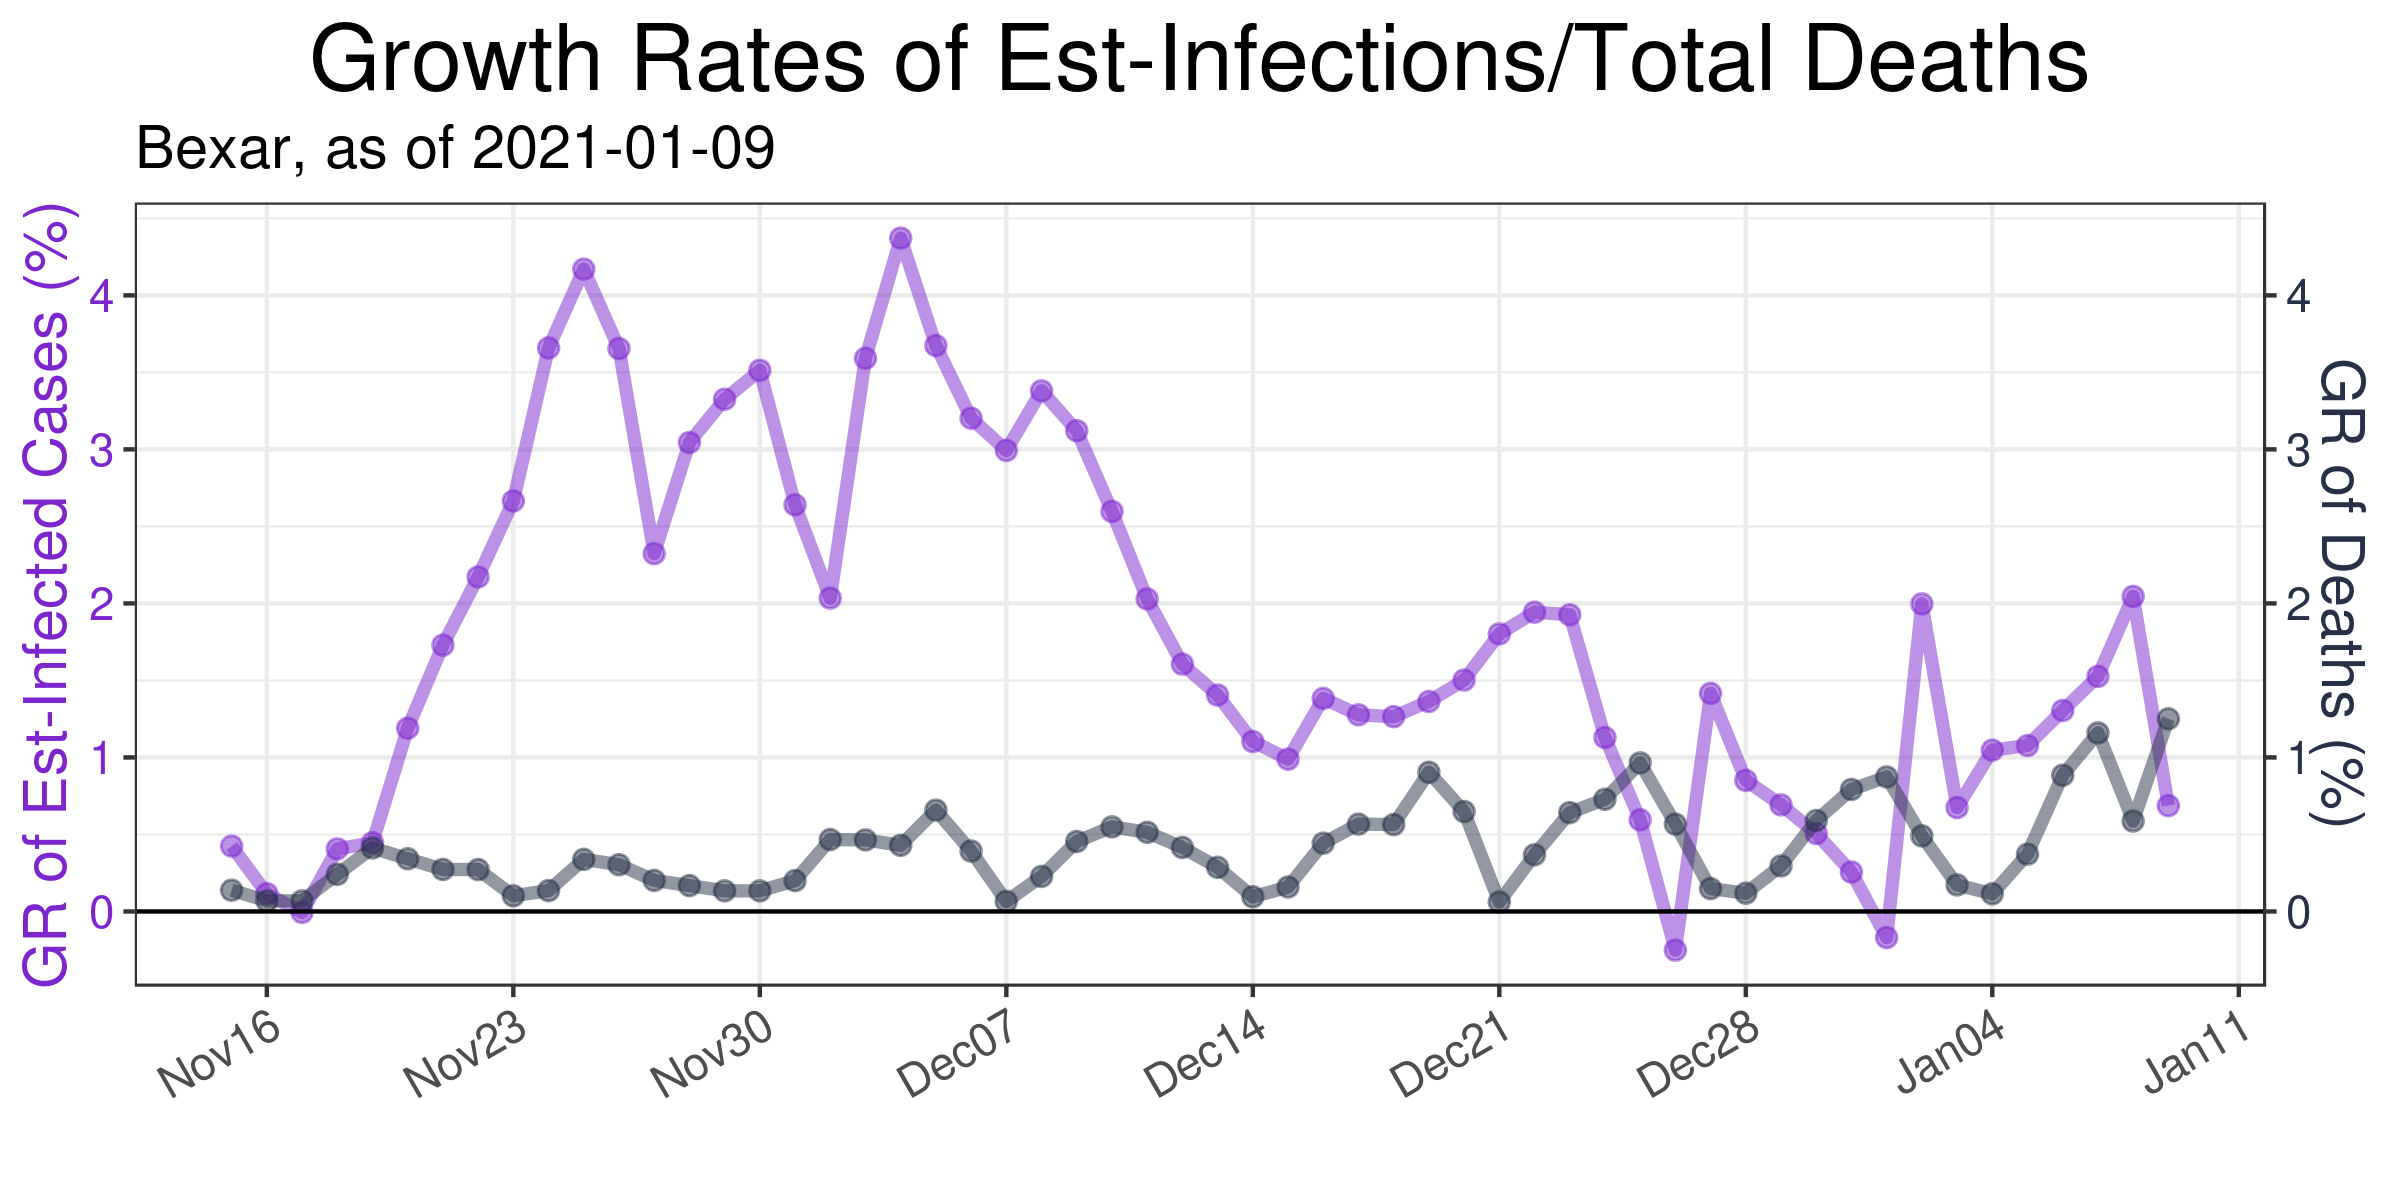 Growth Rates of Est-Infections/Total Deaths
Bexar, as of 2021-01-09
GR of Est-Infected Cases (%)
4
3
2
1
0
4
3
2
1
0
GR of Deaths (%)
Nov16
Nov23
Nov30
Dec07
Dec14
Dec21
Dec28
Jan04
Jan11